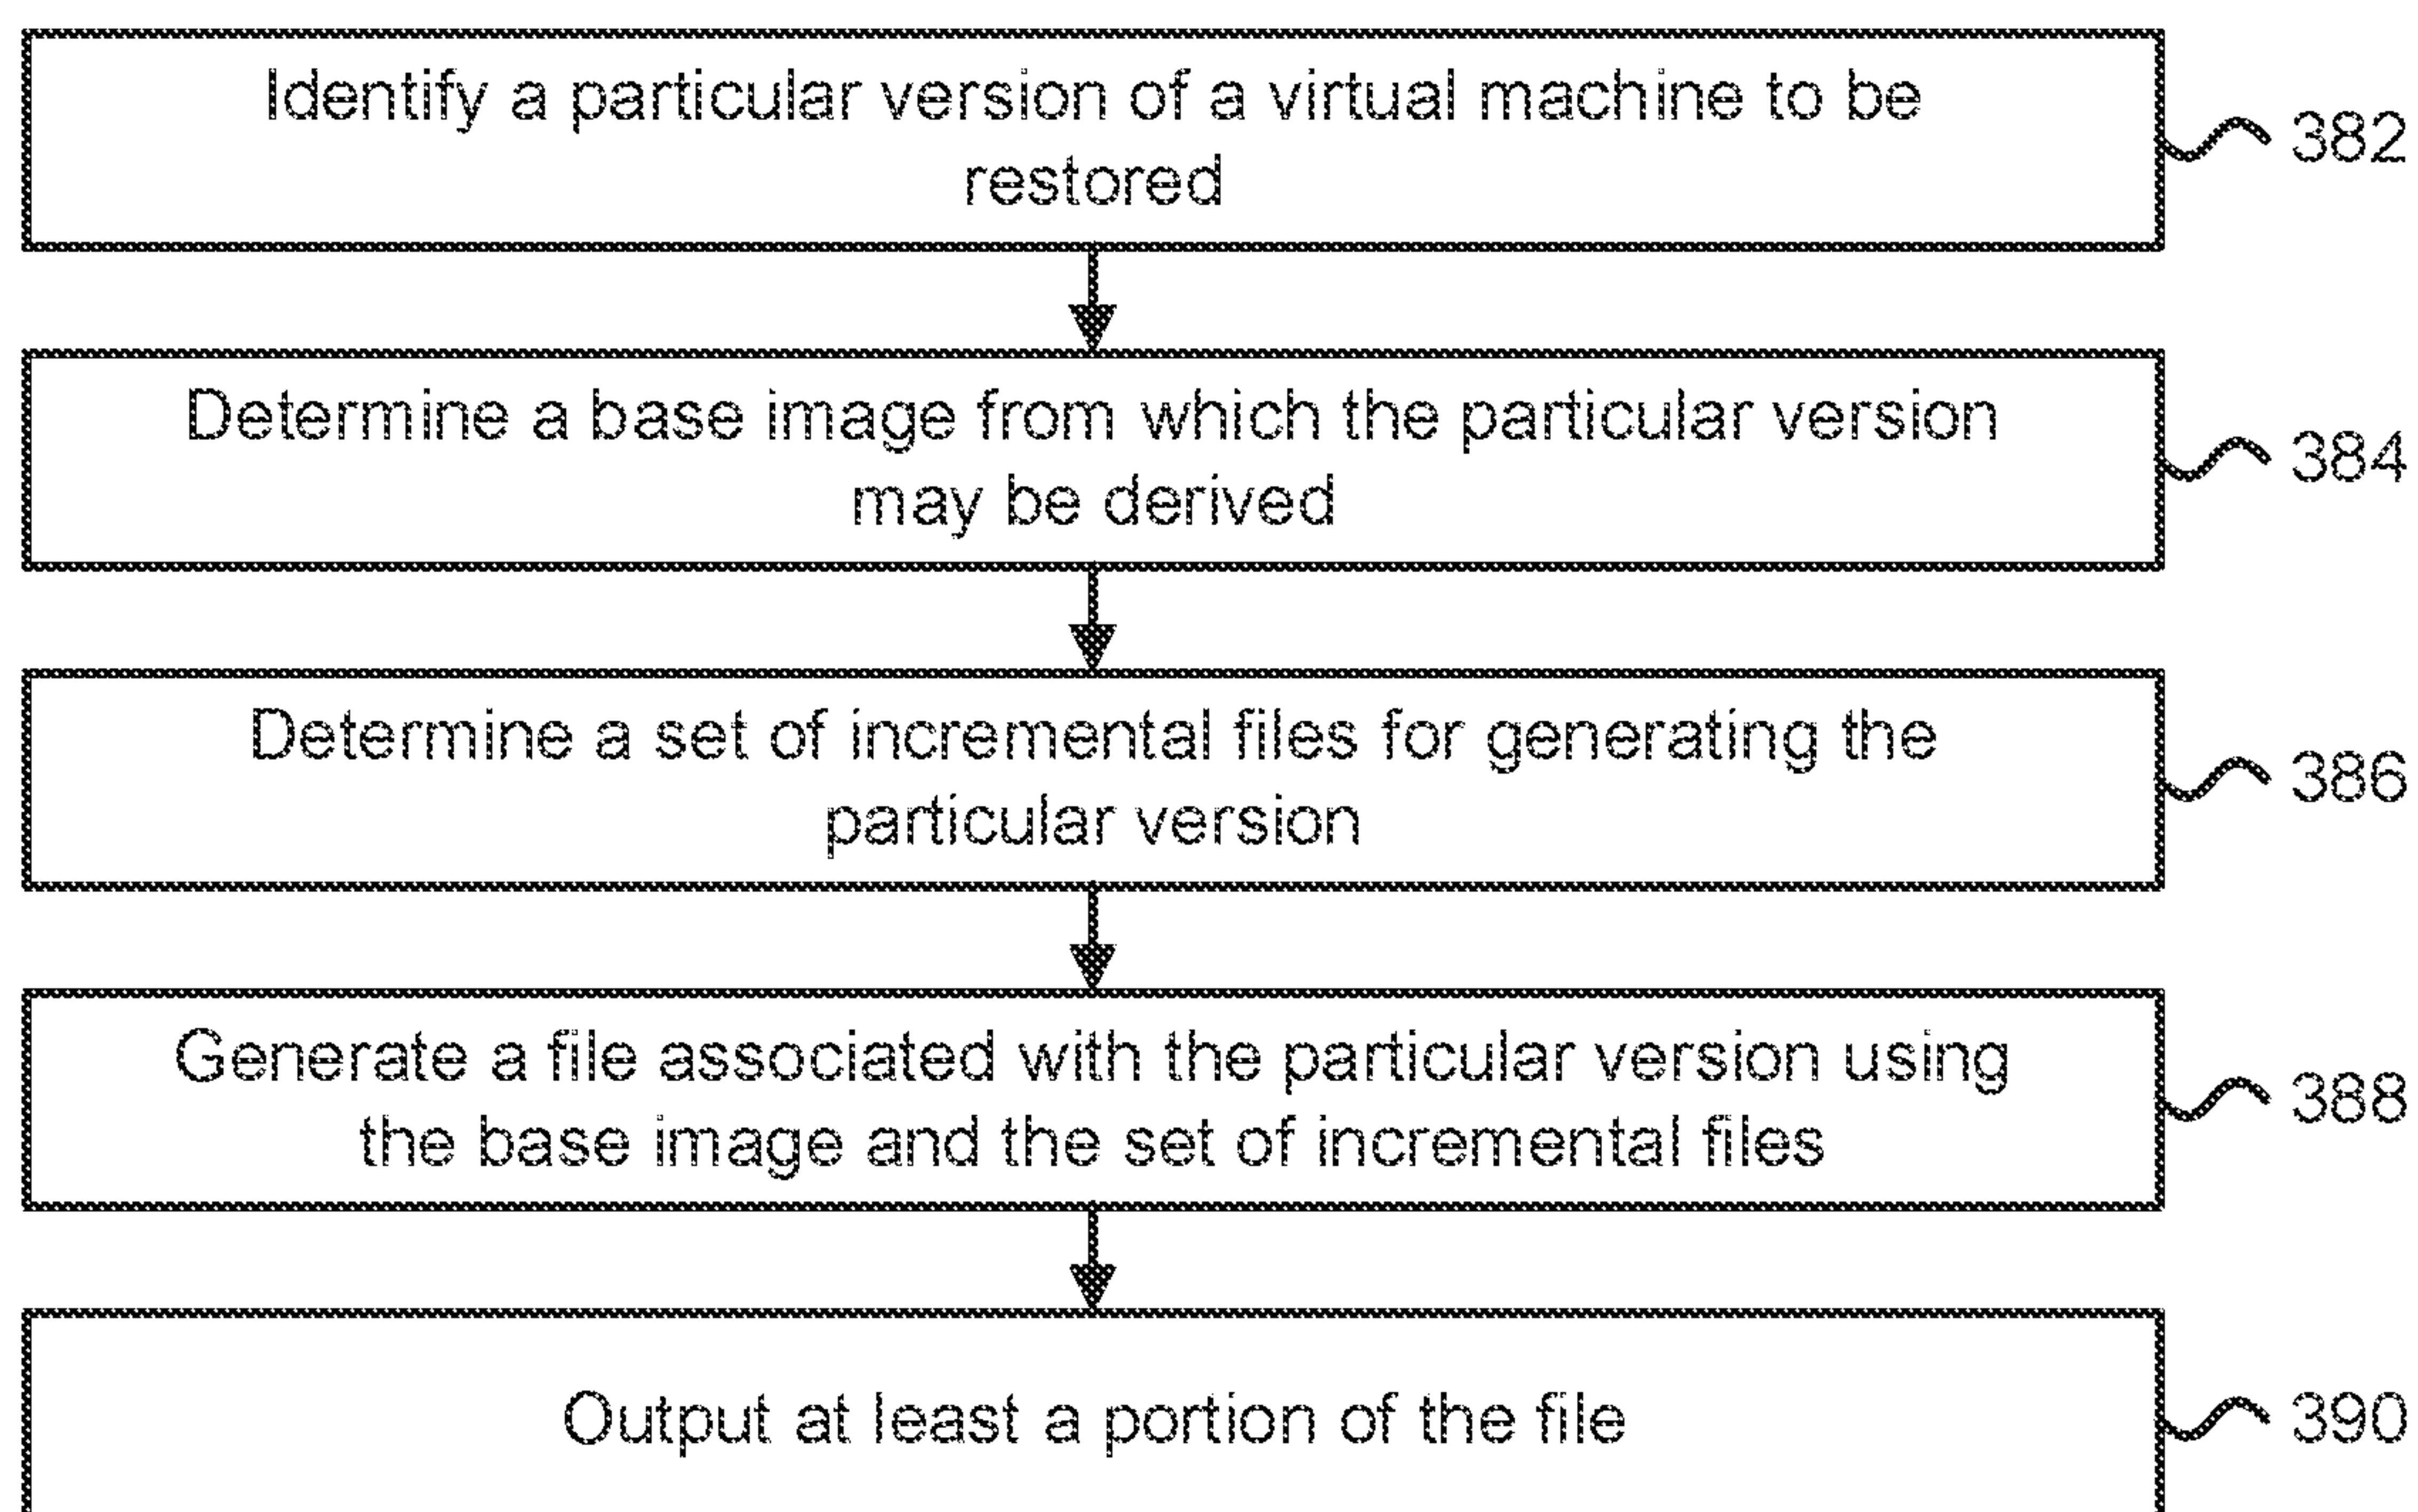 Identify a particular version of a virtual machine to be
restored
382
Determine a base image from which the particular version
may be derived
384
Determine a set of incremental files for generating the
particular version
386
Generate a file associated with the particular version using
the base image and the set of incremental files
388
Output at least a portion of the file
390